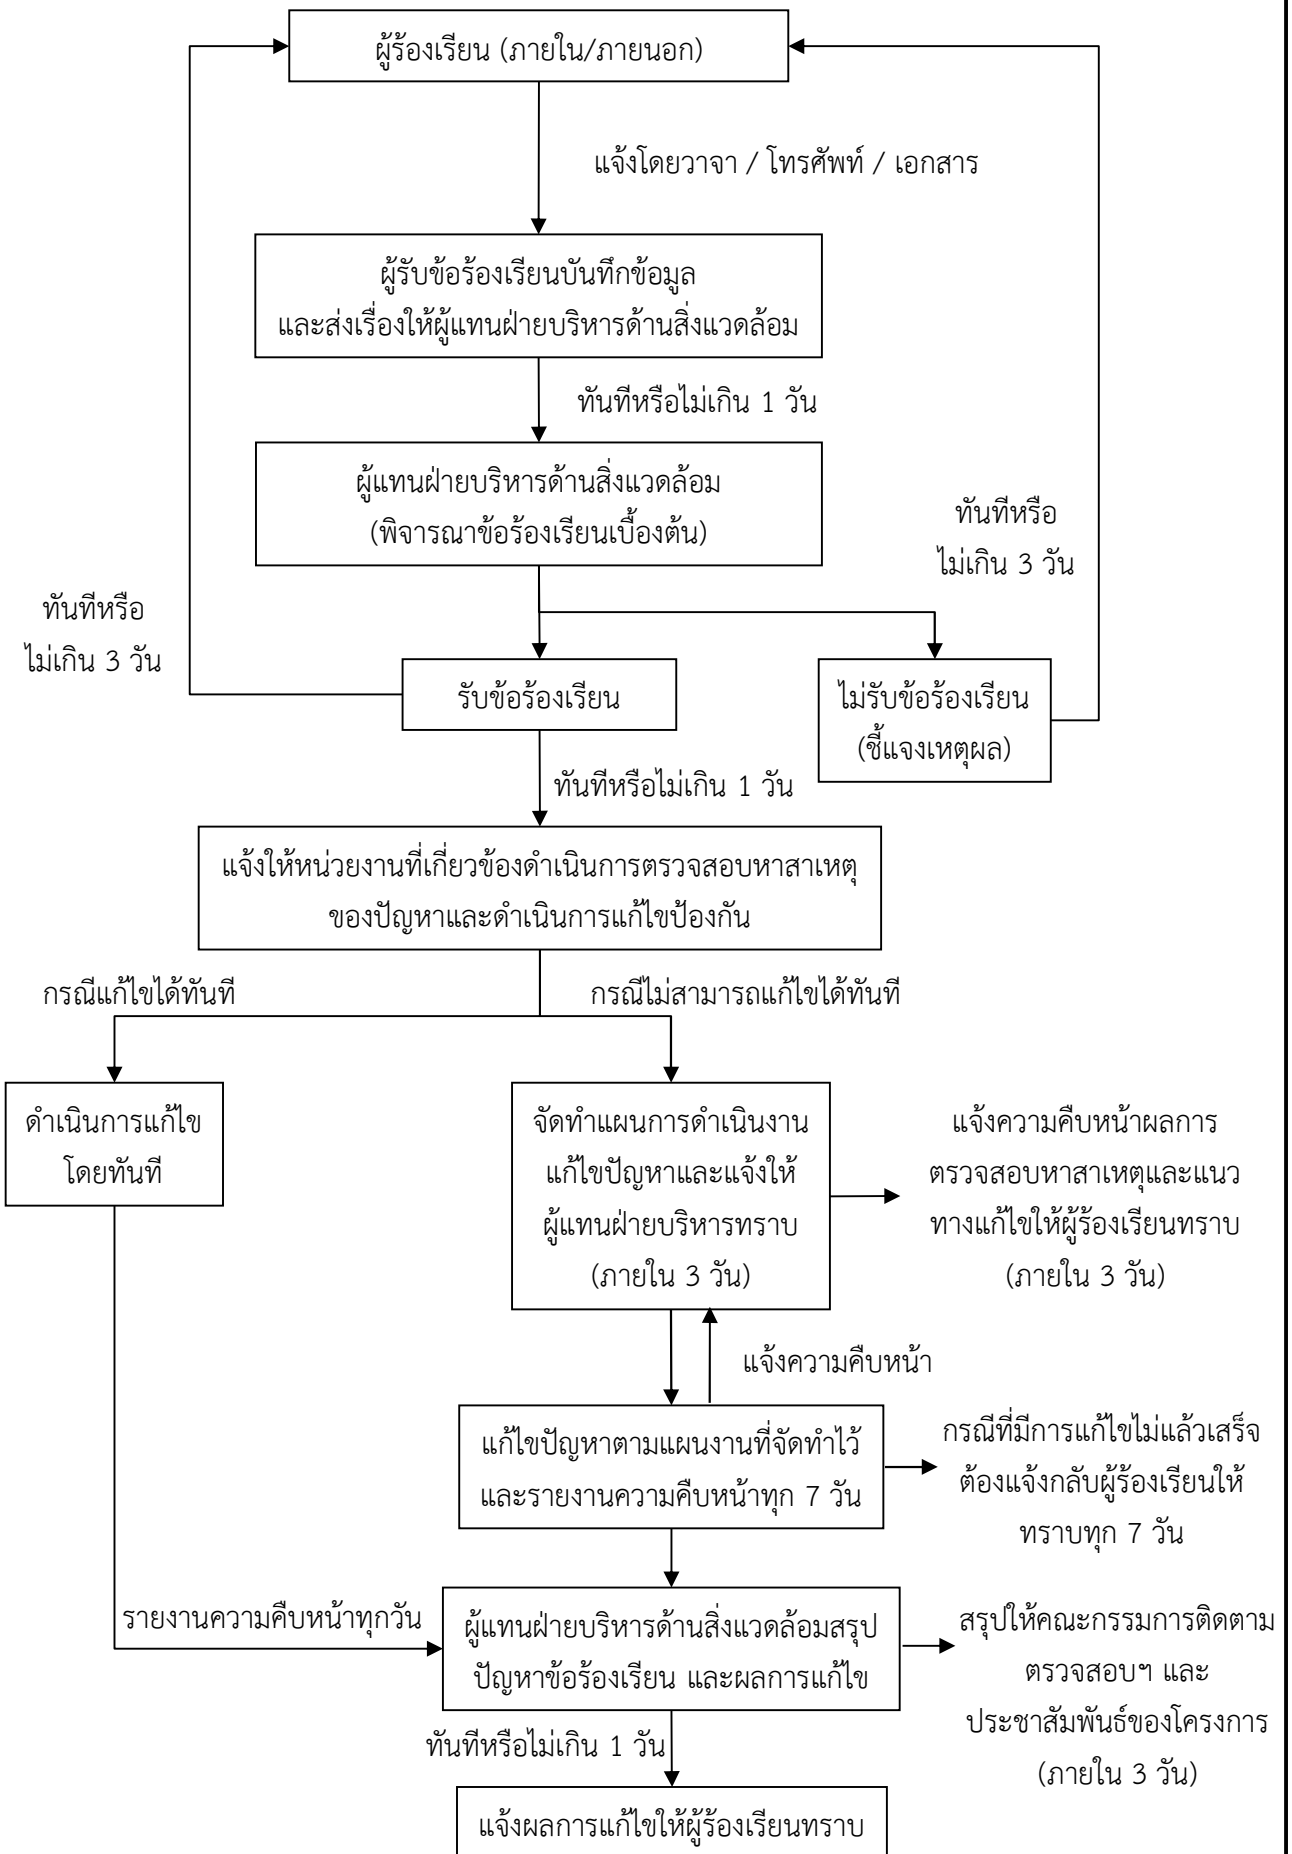 ผู้ร้องเรียน (ภายใน/ภายนอก)
แจ้งโดยวาจา / โทรศัพท์ / เอกสาร
ผู้รับข้อร้องเรียนบันทึกข้อมูล
และส่งเรื่องให้ผู้แทนฝ่ายบริหารด้านสิ่งแวดล้อม
ทันทีหรือไม่เกิน 1 วัน
ผู้แทนฝ่ายบริหารด้านสิ่งแวดล้อม
(พิจารณาข้อร้องเรียนเบื้องต้น)
ทันทีหรือ
ไม่เกิน 3 วัน
ทันทีหรือ
ไม่เกิน 3 วัน
รับข้อร้องเรียน
ไม่รับข้อร้องเรียน
(ชี้แจงเหตุผล)
ทันทีหรือไม่เกิน 1 วัน
แจ้งให้หน่วยงานที่เกี่ยวข้องดำเนินการตรวจสอบหาสาเหตุ
ของปัญหาและดำเนินการแก้ไขป้องกัน
กรณีแก้ไขได้ทันที
กรณีไม่สามารถแก้ไขได้ทันที
ดำเนินการแก้ไข
โดยทันที
จัดทำแผนการดำเนินงาน
แก้ไขปัญหาและแจ้งให้
ผู้แทนฝ่ายบริหารทราบ
(ภายใน 3 วัน)
แจ้งความคืบหน้าผลการ
ตรวจสอบหาสาเหตุและแนว
ทางแก้ไขให้ผู้ร้องเรียนทราบ
(ภายใน 3 วัน)
แจ้งความคืบหน้า
แก้ไขปัญหาตามแผนงานที่จัดทำไว้
และรายงานความคืบหน้าทุก 7 วัน
กรณีที่มีการแก้ไขไม่แล้วเสร็จ
ต้องแจ้งกลับผู้ร้องเรียนให้
ทราบทุก 7 วัน
รายงานความคืบหน้าทุกวัน
ผู้แทนฝ่ายบริหารด้านสิ่งแวดล้อมสรุป
ปัญหาข้อร้องเรียน และผลการแก้ไข
สรุปให้คณะกรรมการติดตาม
ตรวจสอบฯ และ
ประชาสัมพันธ์ของโครงการ
(ภายใน 3 วัน)
ทันทีหรือไม่เกิน 1 วัน
แจ้งผลการแก้ไขให้ผู้ร้องเรียนทราบ